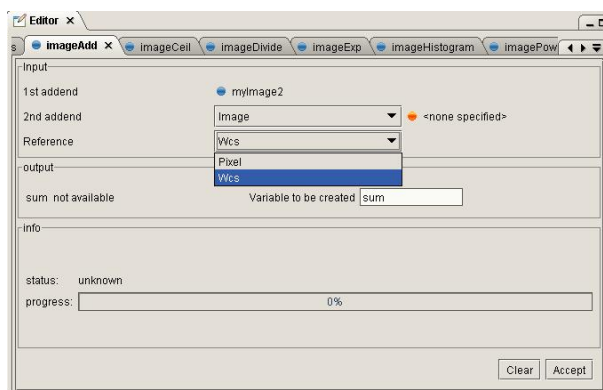 Editor
s imageAdd imageCeil imageDivide imageExp imageHistogram imagePow
Input
1st addend myImage2
2nd addend Image <none specified>
Reference Wcs
Pixel
Wcs
output
sum not available Variable to be created sum
info
status: unknown
progress: 0%
Clear Accept